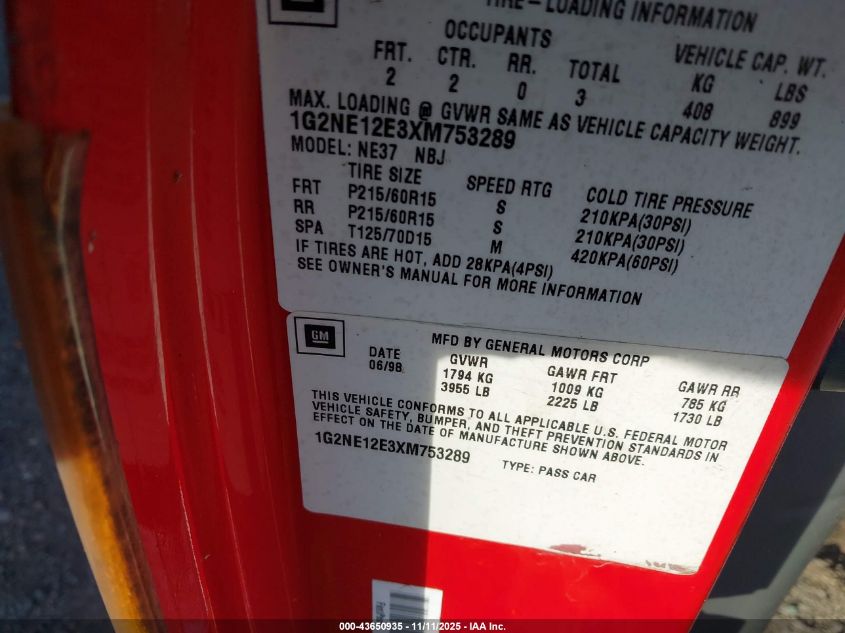 TIRE-LOADING INFORMATION
OCCUPANTS VEHICLE CAP. WT.
FRT. CTR. RR. TOTAL KG LBS
2 2 0 3 408 899
MAX. LOADING @ GVWR SAME AS VEHICLE CAPACITY WEIGHT.
1G2NE12E3XM753289
MODEL: NE37 NBJ
TIRE SIZE SPEED RTG COLD TIRE PRESSURE
FRT P215/60R15 S 210KPA(30PSI)
RR P215/60R15 S 210KPA(30PSI)
SPA T125/70D15 M 420KPA(60PSI)
IF TIRES ARE HOT, ADD 28KPA(4PSI)
SEE OWNER'S MANUAL FOR MORE INFORMATION
GM
MFD BY GENERAL MOTORS CORP
DATE GVWR GAWR FRT GAWR RR
06/98 1794 KG 1009 KG 785 KG
3955 LB 2225 LB 1730 LB
THIS VEHICLE CONFORMS TO ALL APPLICABLE U.S. FEDERAL MOTOR
VEHICLE SAFETY, BUMPER, AND THEFT PREVENTION STANDARDS IN
EFFECT ON THE DATE OF MANUFACTURE SHOWN ABOVE.
1G2NE12E3XM753289
TYPE: PASS CAR
000-43650935 - 11/11/2025 - IAA Inc.